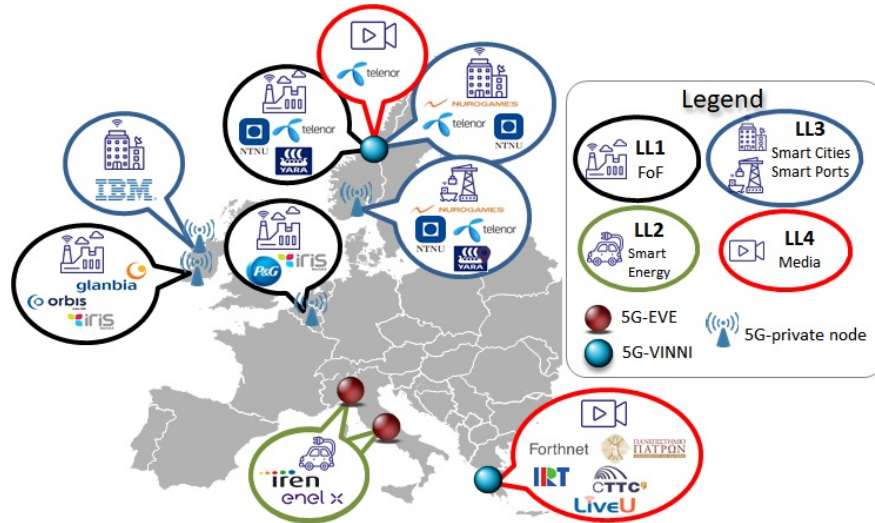 telenor
NUROGAMES
telenor
NTNU
telenor
NTNU
YARA
IBM
NUROGAMES
telenor
NTNU
YARA
P&G
iris
glanbia
orbis
iris
iren
enel x
Forthnet
ΠΑΝΕΠΙΣΤΗΜΙΟ
ΠΑΤΡΩΝ
IRT
CTTC
LiveU
Legend
LL1
FoF
LL3
Smart Cities
Smart Ports
LL2
Smart
Energy
LL4
Media
5G-EVE
5G-VINNI
5G-private node